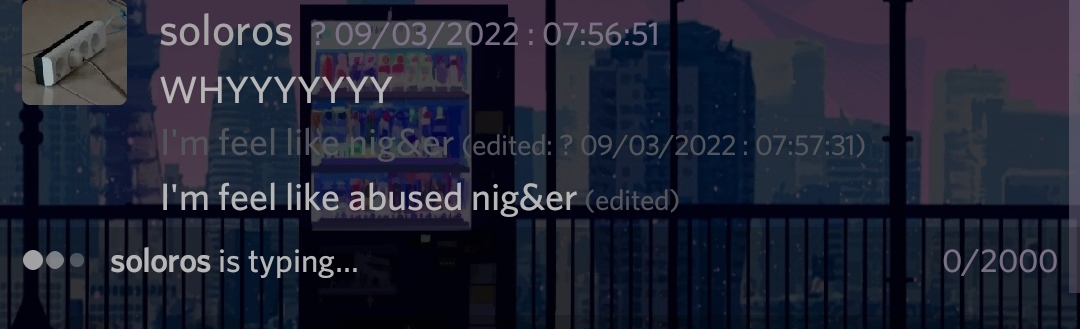 soloros ? 09/03/2022 : 07:56:51
WHYYYYYYY
I'm feel like nig&er (edited: ? 09/03/2022 : 07:57:31)
I'm feel like abused nig&er (edited)
soloros is typing... 0/2000